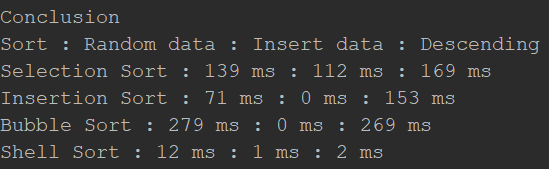 Conclusion
Sort : Random data : Insert data : Descending
Selection Sort : 139 ms : 112 ms : 169 ms
Insertion Sort : 71 ms : 0 ms : 153 ms
Bubble Sort : 279 ms : 0 ms : 269 ms
Shell Sort : 12 ms : 1 ms : 2 ms